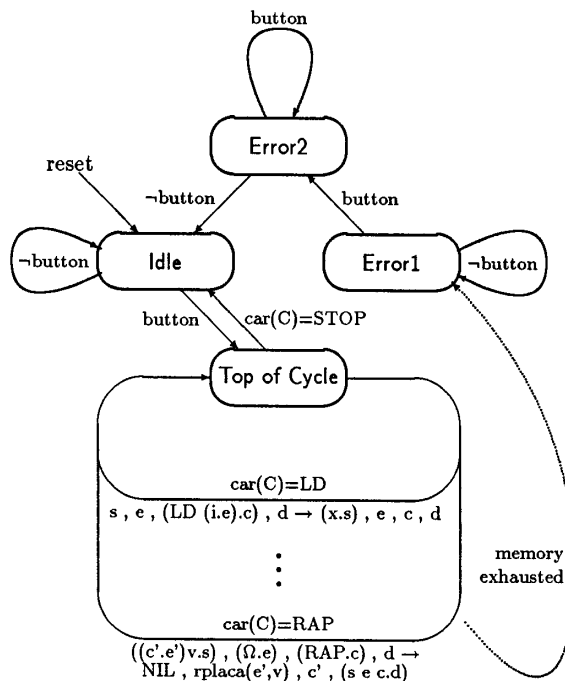 button
Error2
reset
¬button
button
¬button
Idle
Error1
¬button
button
car(C)=STOP
Top of Cycle
car(C)=LD
s , e , (LD (i.e).c) , d → (x.s) , e , c , d
memory
exhausted
car(C)=RAP
((c'.e')v.s) , (Ω.e) , (RAP.c) , d →
NIL , rplaca(e',v) , c' , (s e c.d)